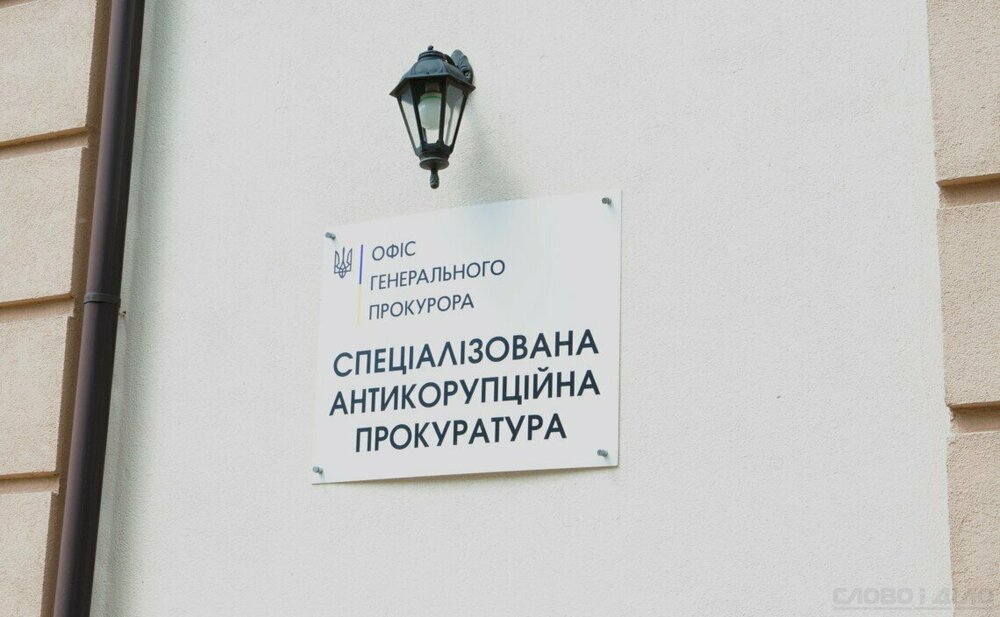 ОФІС
ГЕНЕРАЛЬНОГО
ПРОКУРОРА
СПЕЦІАЛІЗОВАНА
АНТИКОРУПЦІЙНА
ПРОКУРАТУРА
СЛОВО І ДІЛО